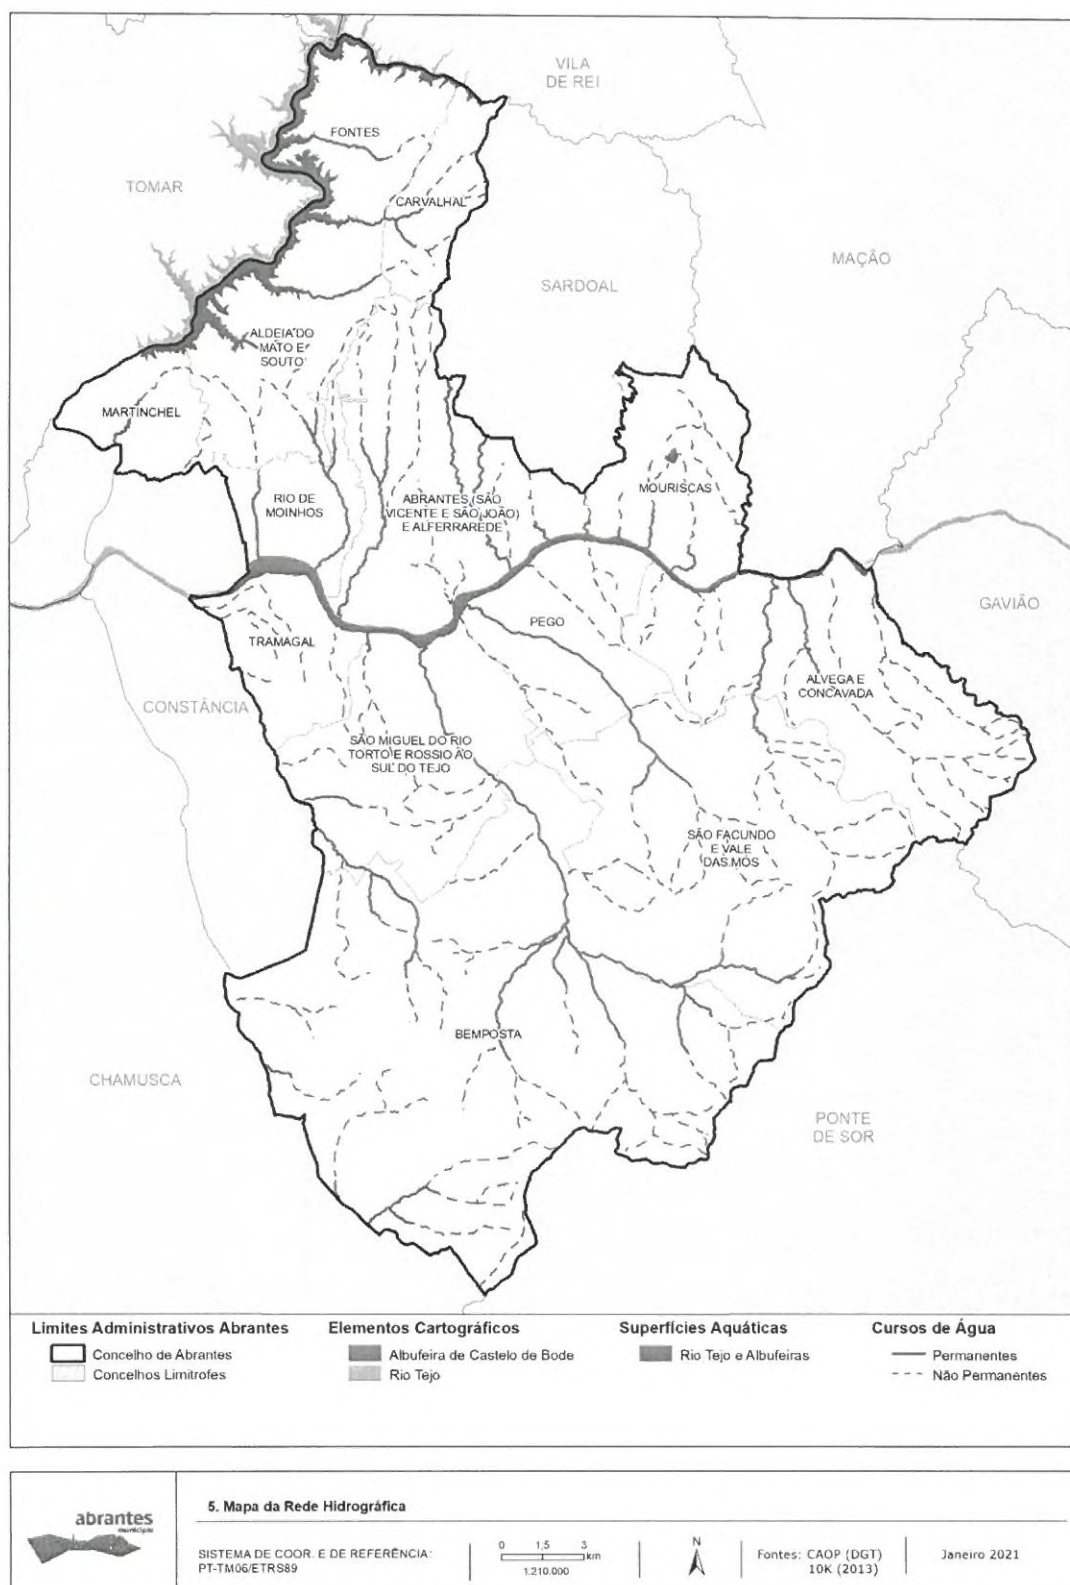 VILA
DE REI
FONTES
TOMAR
CARVALHAL
MAÇÃO
SARDOAL
ALDEIA DO
MATO E
SOUTO
MARTINCHEL
MOURISCAS
RIO DE
MOINHOS
ABRANTES (SÃO
VICENTE E SÃO JOÃO)
E ALFERRAREDE
GAVIÃO
PEGO
TRAMAGAL
ALVEGA E
CONCAVADA
CONSTÂNCIA
SÃO MIGUEL DO RIO
TORTO E ROSSIO AO
SUL DO TEJO
SÃO FACUNDO
E VALE
DAS MÓS
BEMPOSTA
CHAMUSCA
PONTE
DE SOR
Limites Administrativos Abrantes
Concelho de Abrantes
Concelhos Limítrofes
Elementos Cartográficos
Albufeira de Castelo de Bode
Rio Tejo
Superfícies Aquáticas
Rio Tejo e Albufeiras
Cursos de Água
Permanentes
Não Permanentes
abrantes
município
5. Mapa da Rede Hidrográfica
SISTEMA DE COOR. E DE REFERÊNCIA:
PT-TM06/ETRS89
0 1,5 3
km
1:210.000
N
Fontes: CAOP (DGT)
10K (2013)
Janeiro 2021